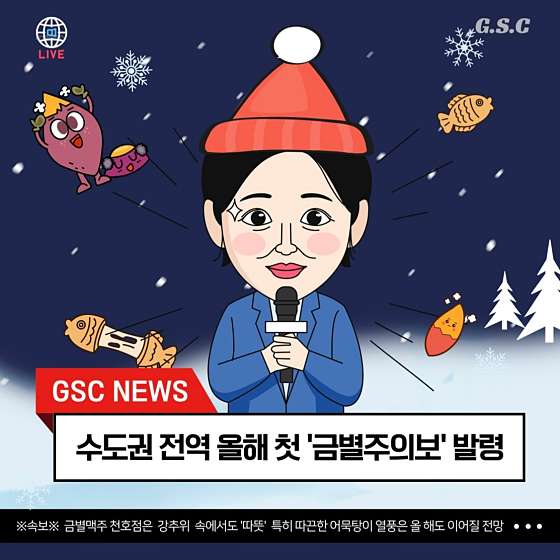 LIVE
G.S.C
GSC NEWS
수도권 전역 올해 첫 '금별주의보' 발령
※속보※ 금별맥주 천호점은 강추위 속에서도 '따뜻' 특히 따끈한 어묵탕이 열풍은 올 해도 이어질 전망